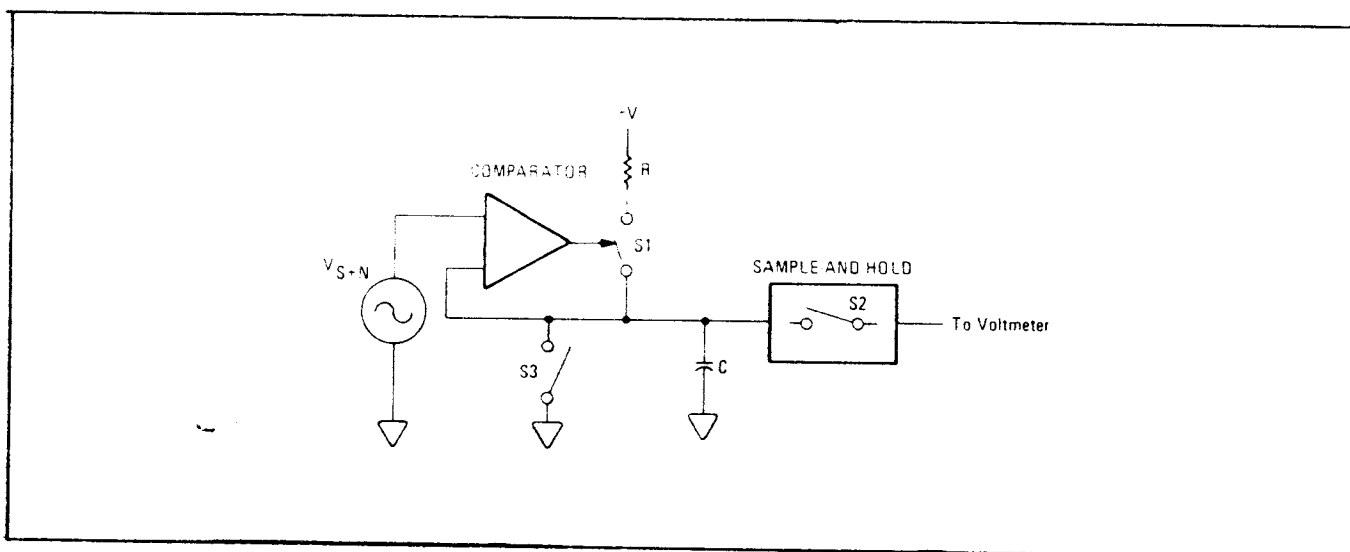 -V
R
COMPARATOR
S1
V S+N
SAMPLE AND HOLD
S2
To Voltmeter
S3
C